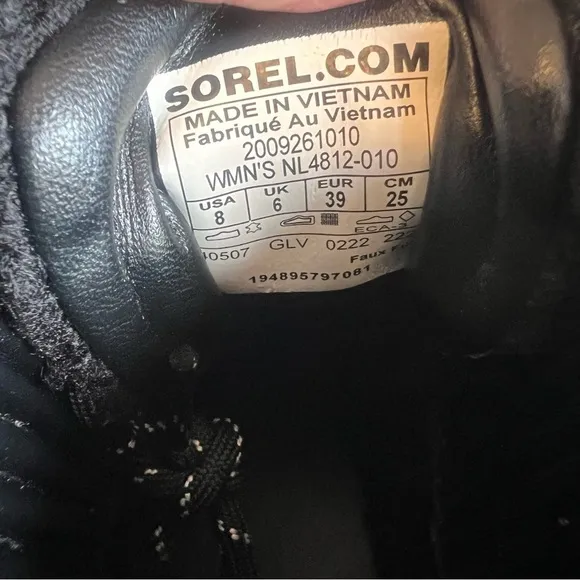 SOREL.COM
MADE IN VIETNAM
Fabriqué Au Vietnam
2009261010
WMN'S NL4812-010
USA UK EUR CM
8 6 39 25
GLV 0222
Faux
194895797081